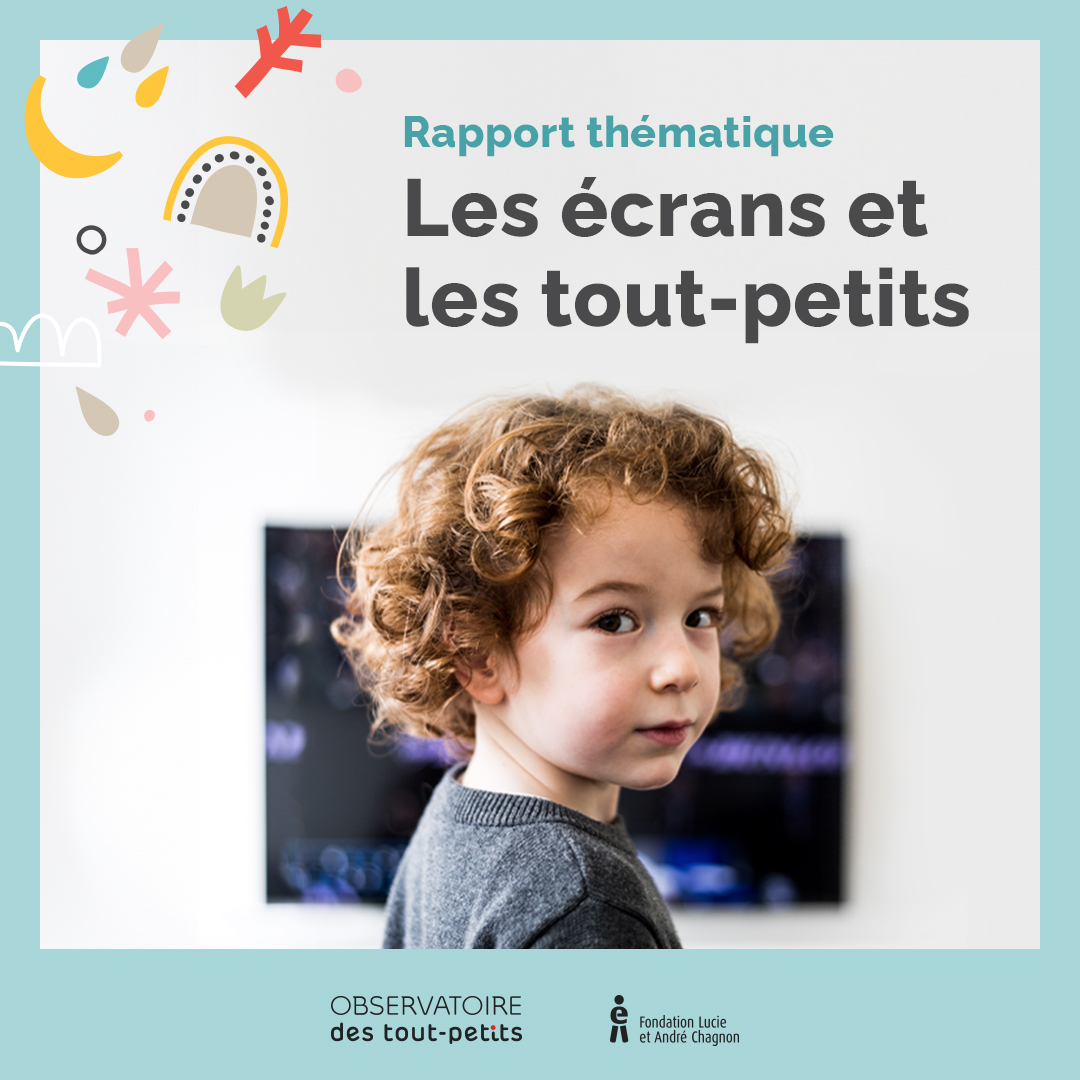 Rapport thématique
Les écrans et
les tout-petits
OBSERVATOIRE
des tout-petits
Fondation Lucie
et André Chagnon